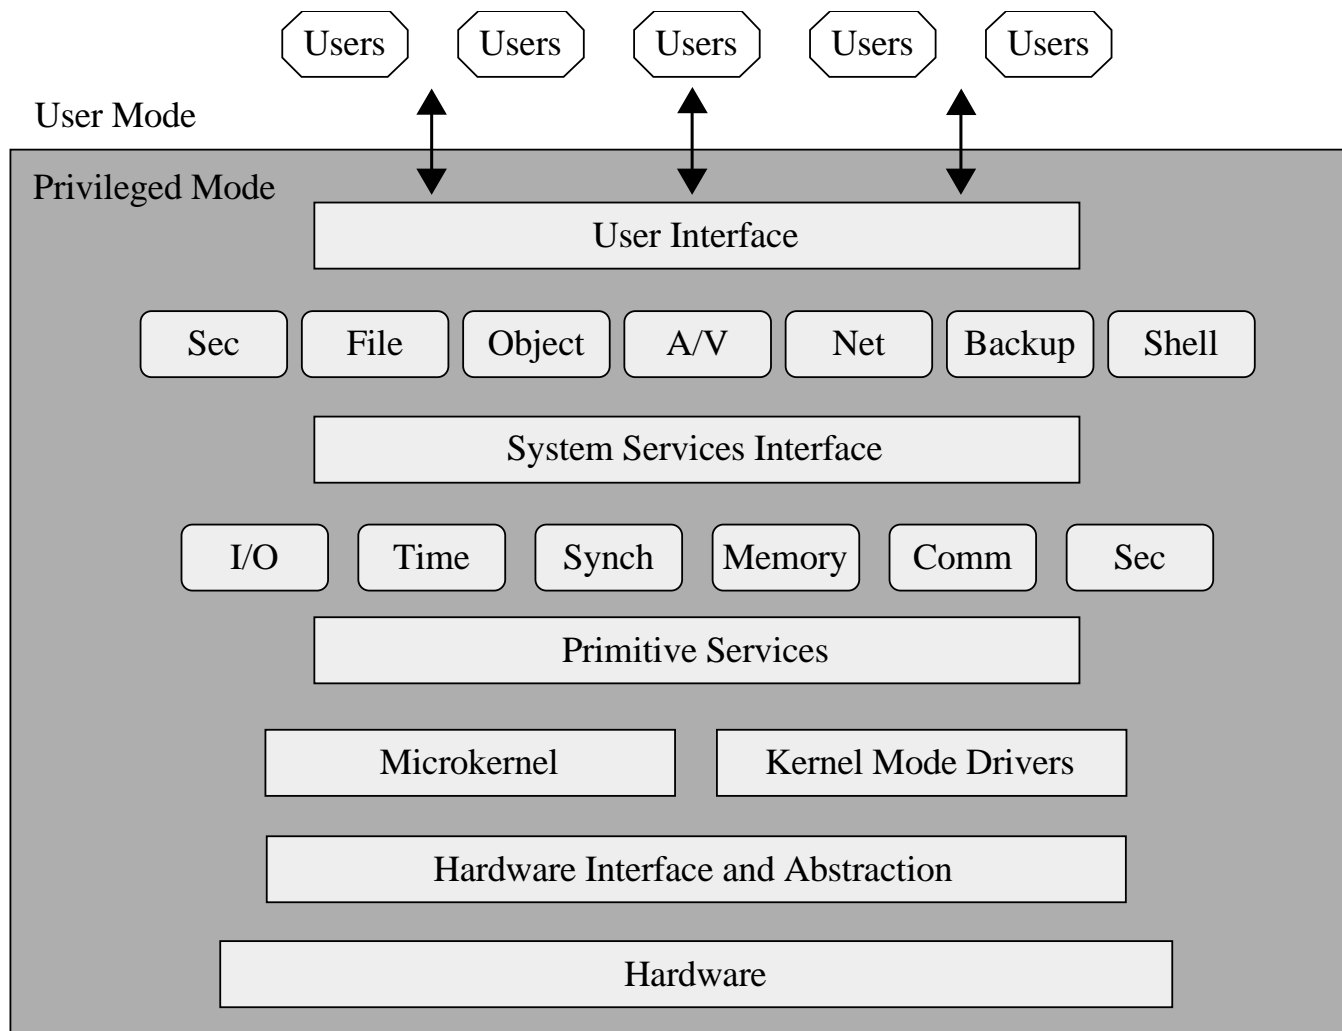 Users Users Users Users Users
User Mode
Privileged Mode
User Interface
Sec File Object A/V Net Backup Shell
System Services Interface
I/O Time Synch Memory Comm Sec
Primitive Services
Microkernel Kernel Mode Drivers
Hardware Interface and Abstraction
Hardware